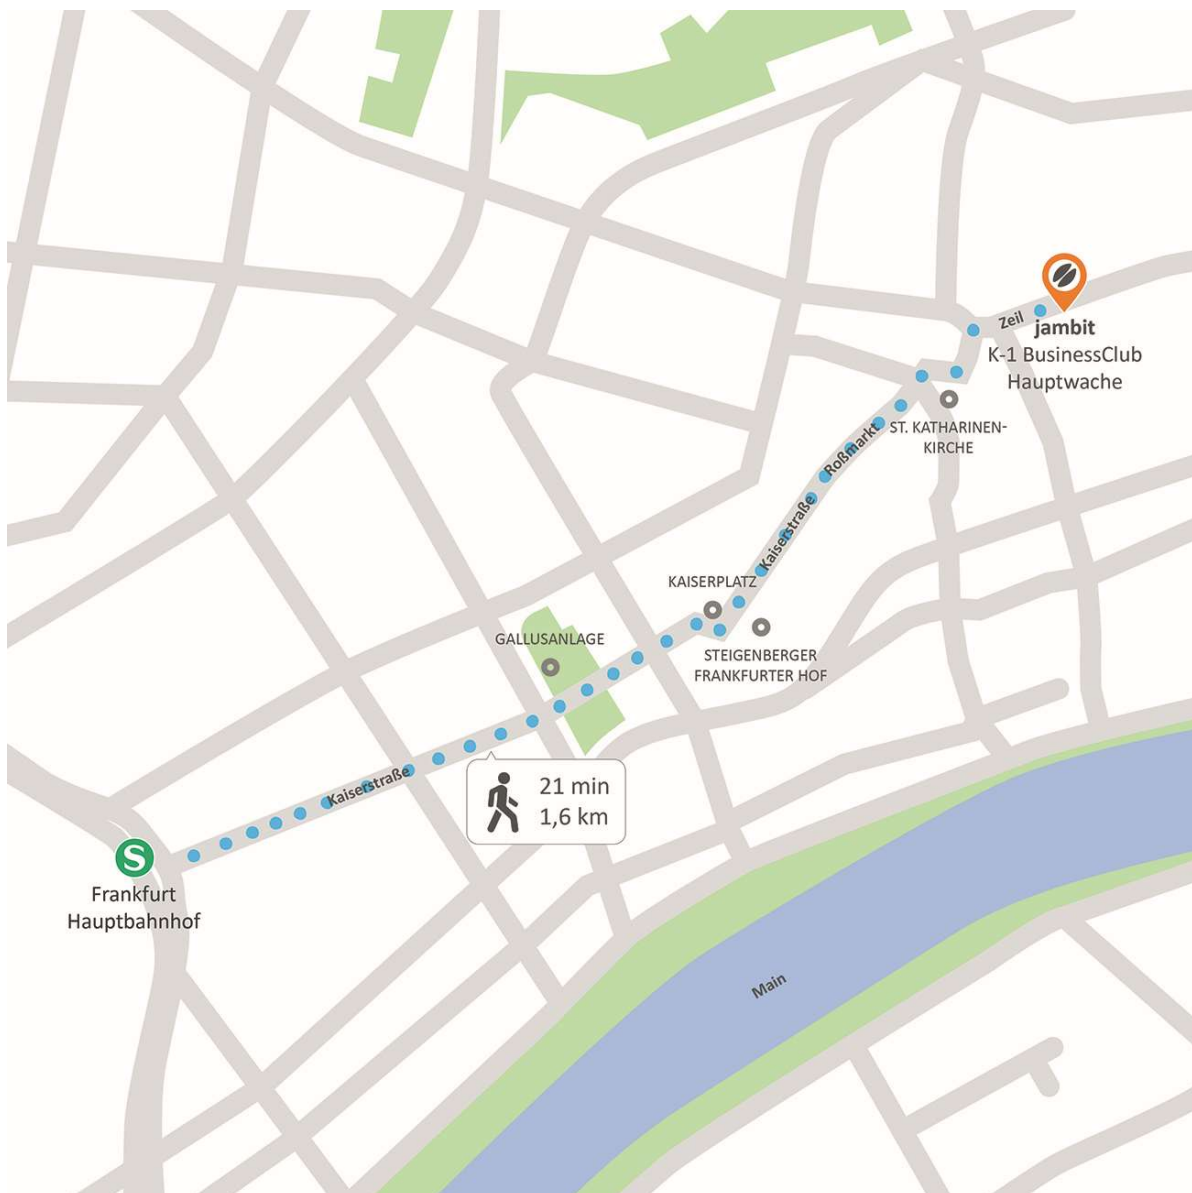 Zeil
jambit
K-1 BusinessClub
Hauptwache
ST. KATHARINEN-
KIRCHE
Roßmarkt
Kaiserstraße
KAISERPLATZ
STEIGENBERGER
FRANKFURTER HOF
GALLUSANLAGE
Kaiserstraße
21 min
1,6 km
S
Frankfurt
Hauptbahnhof
Main